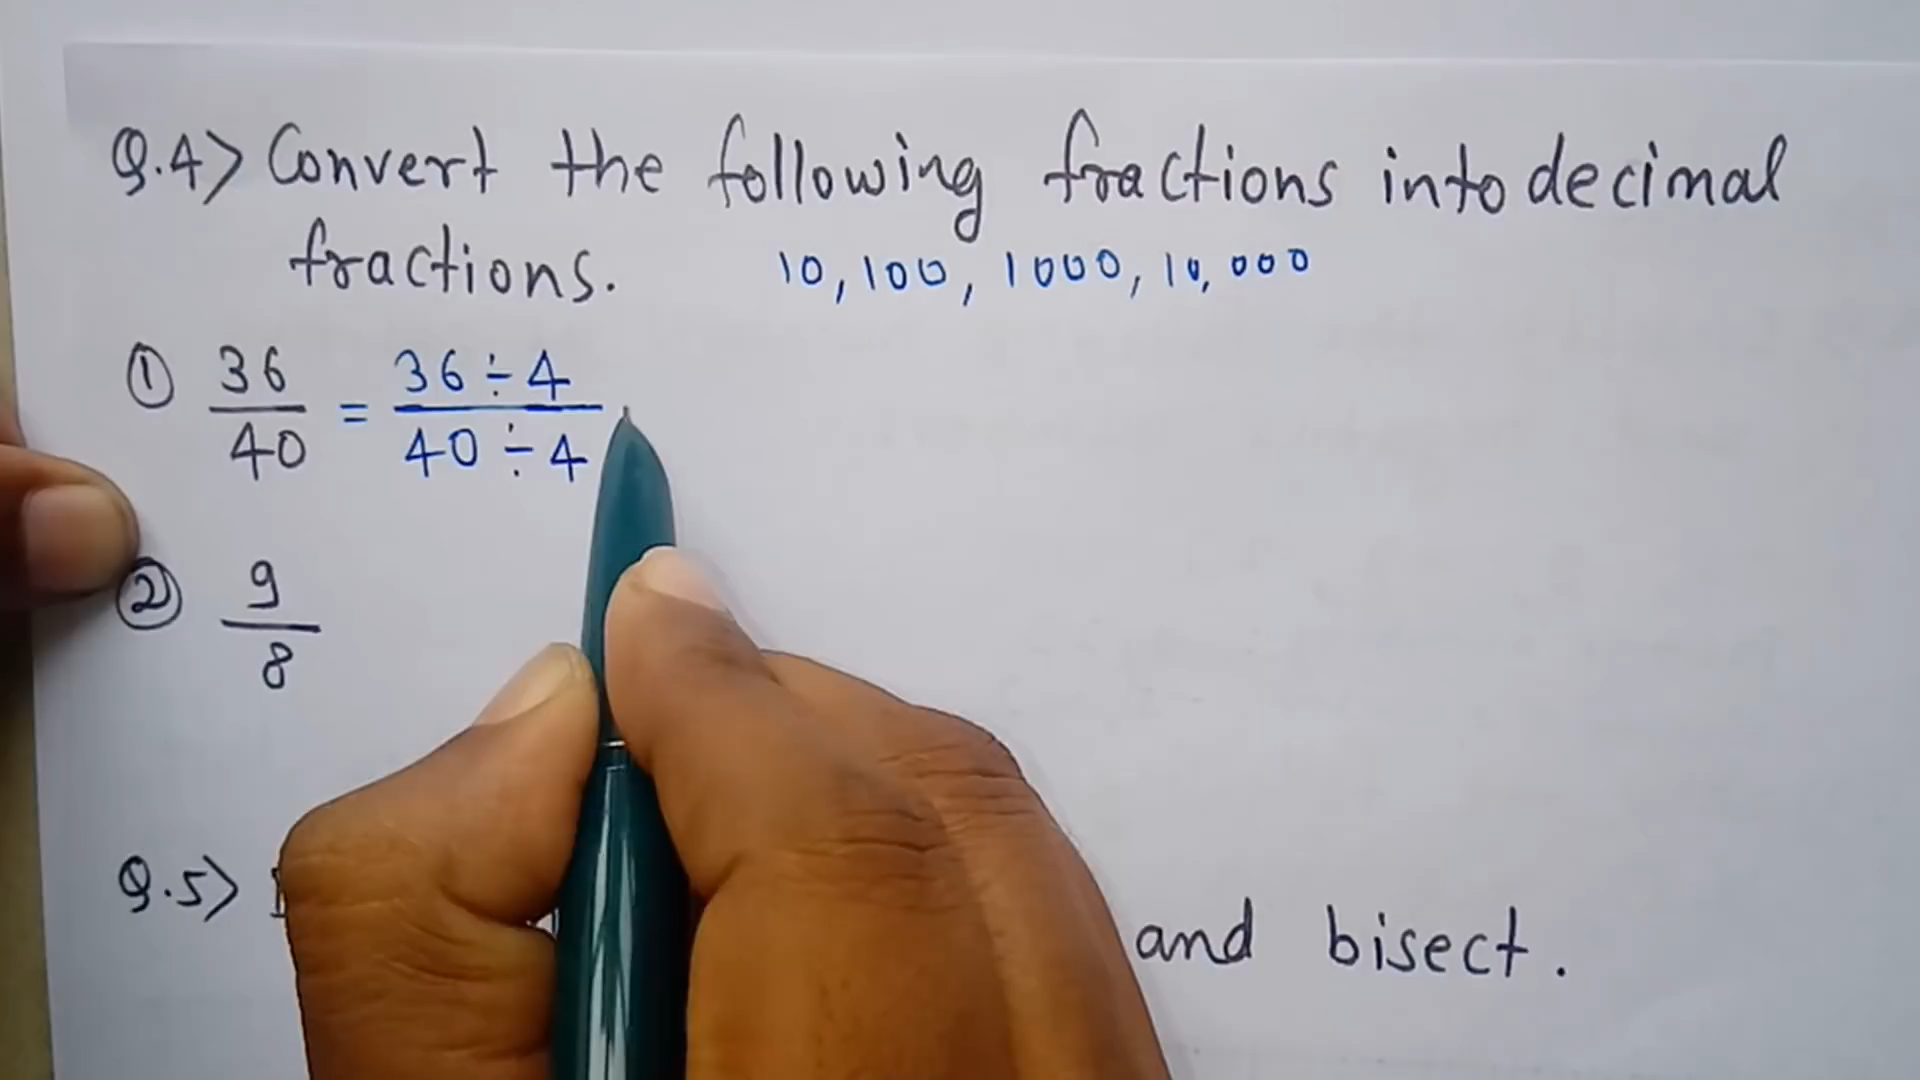 Q.4> Convert the following fractions into decimal
fractions. 10, 100, 1000, 10,000
① 36/40 = 36÷4/40÷4
② 9/8
Q.5> and bisect.